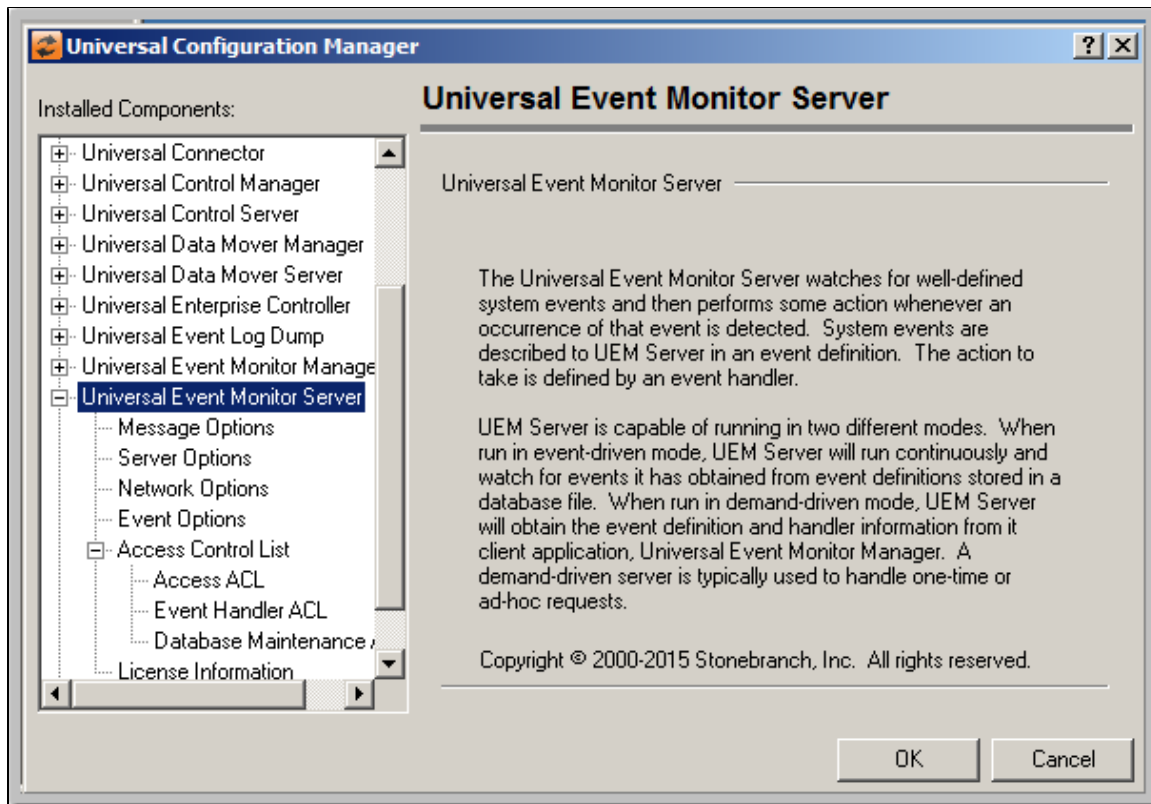 Universal Configuration Manager
Installed Components:
Universal Connector
Universal Control Manager
Universal Control Server
Universal Data Mover Manager
Universal Data Mover Server
Universal Enterprise Controller
Universal Event Log Dump
Universal Event Monitor Manage
Universal Event Monitor Server
Message Options
Server Options
Network Options
Event Options
Access Control List
Access ACL
Event Handler ACL
Database Maintenance
License Information
Universal Event Monitor Server
Universal Event Monitor Server
The Universal Event Monitor Server watches for well-defined
system events and then performs some action whenever an
occurrence of that event is detected. System events are
described to UEM Server in an event definition. The action to
take is defined by an event handler.
UEM Server is capable of running in two different modes. When
run in event-driven mode, UEM Server will run continuously and
watch for events it has obtained from event definitions stored in a
database file. When run in demand-driven mode, UEM Server
will obtain the event definition and handler information from it
client application, Universal Event Monitor Manager. A
demand-driven server is typically used to handle one-time or
ad-hoc requests.
Copyright © 2000-2015 Stonebranch, Inc. All rights reserved.
OK
Cancel